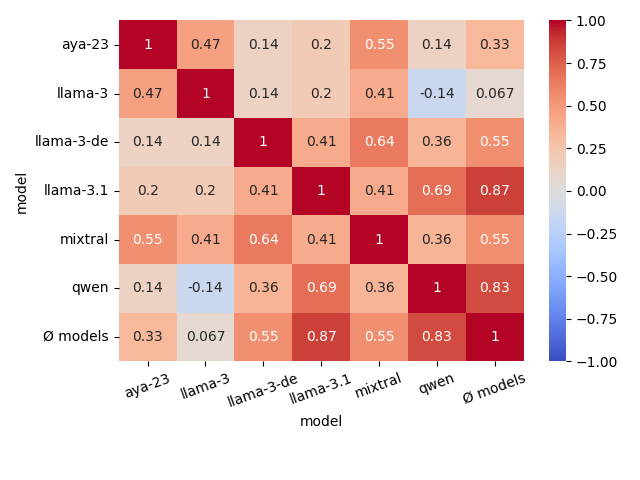 aya-23 1 0.47 0.14 0.2 0.55 0.14 0.33
llama-3 0.47 1 0.14 0.2 0.41 -0.14 0.067
llama-3-de 0.14 0.14 1 0.41 0.64 0.36 0.55
llama-3.1 0.2 0.2 0.41 1 0.41 0.69 0.87
mixtral 0.55 0.41 0.64 0.41 1 0.36 0.55
qwen 0.14 -0.14 0.36 0.69 0.36 1 0.83
Ø models 0.33 0.067 0.55 0.87 0.55 0.83 1
model
aya-23 llama-3 llama-3-de llama-3.1 mixtral qwen Ø models
model
1.00
0.75
0.50
0.25
0.00
−0.25
−0.50
−0.75
−1.00